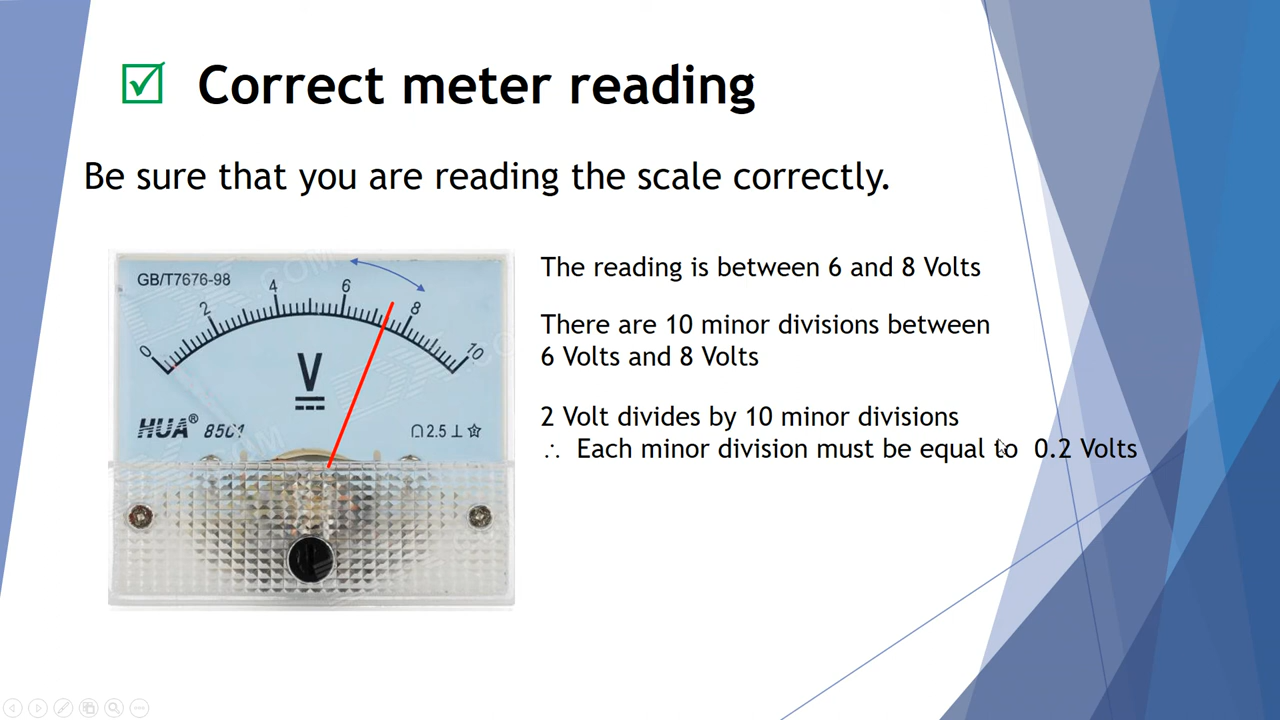 Correct meter reading
Be sure that you are reading the scale correctly.
GB/T7676-98
0 2 4 6 8 10
V
HUA® 8501
2.5
The reading is between 6 and 8 Volts
There are 10 minor divisions between
6 Volts and 8 Volts
2 Volt divides by 10 minor divisions
∴ Each minor division must be equal to 0.2 Volts